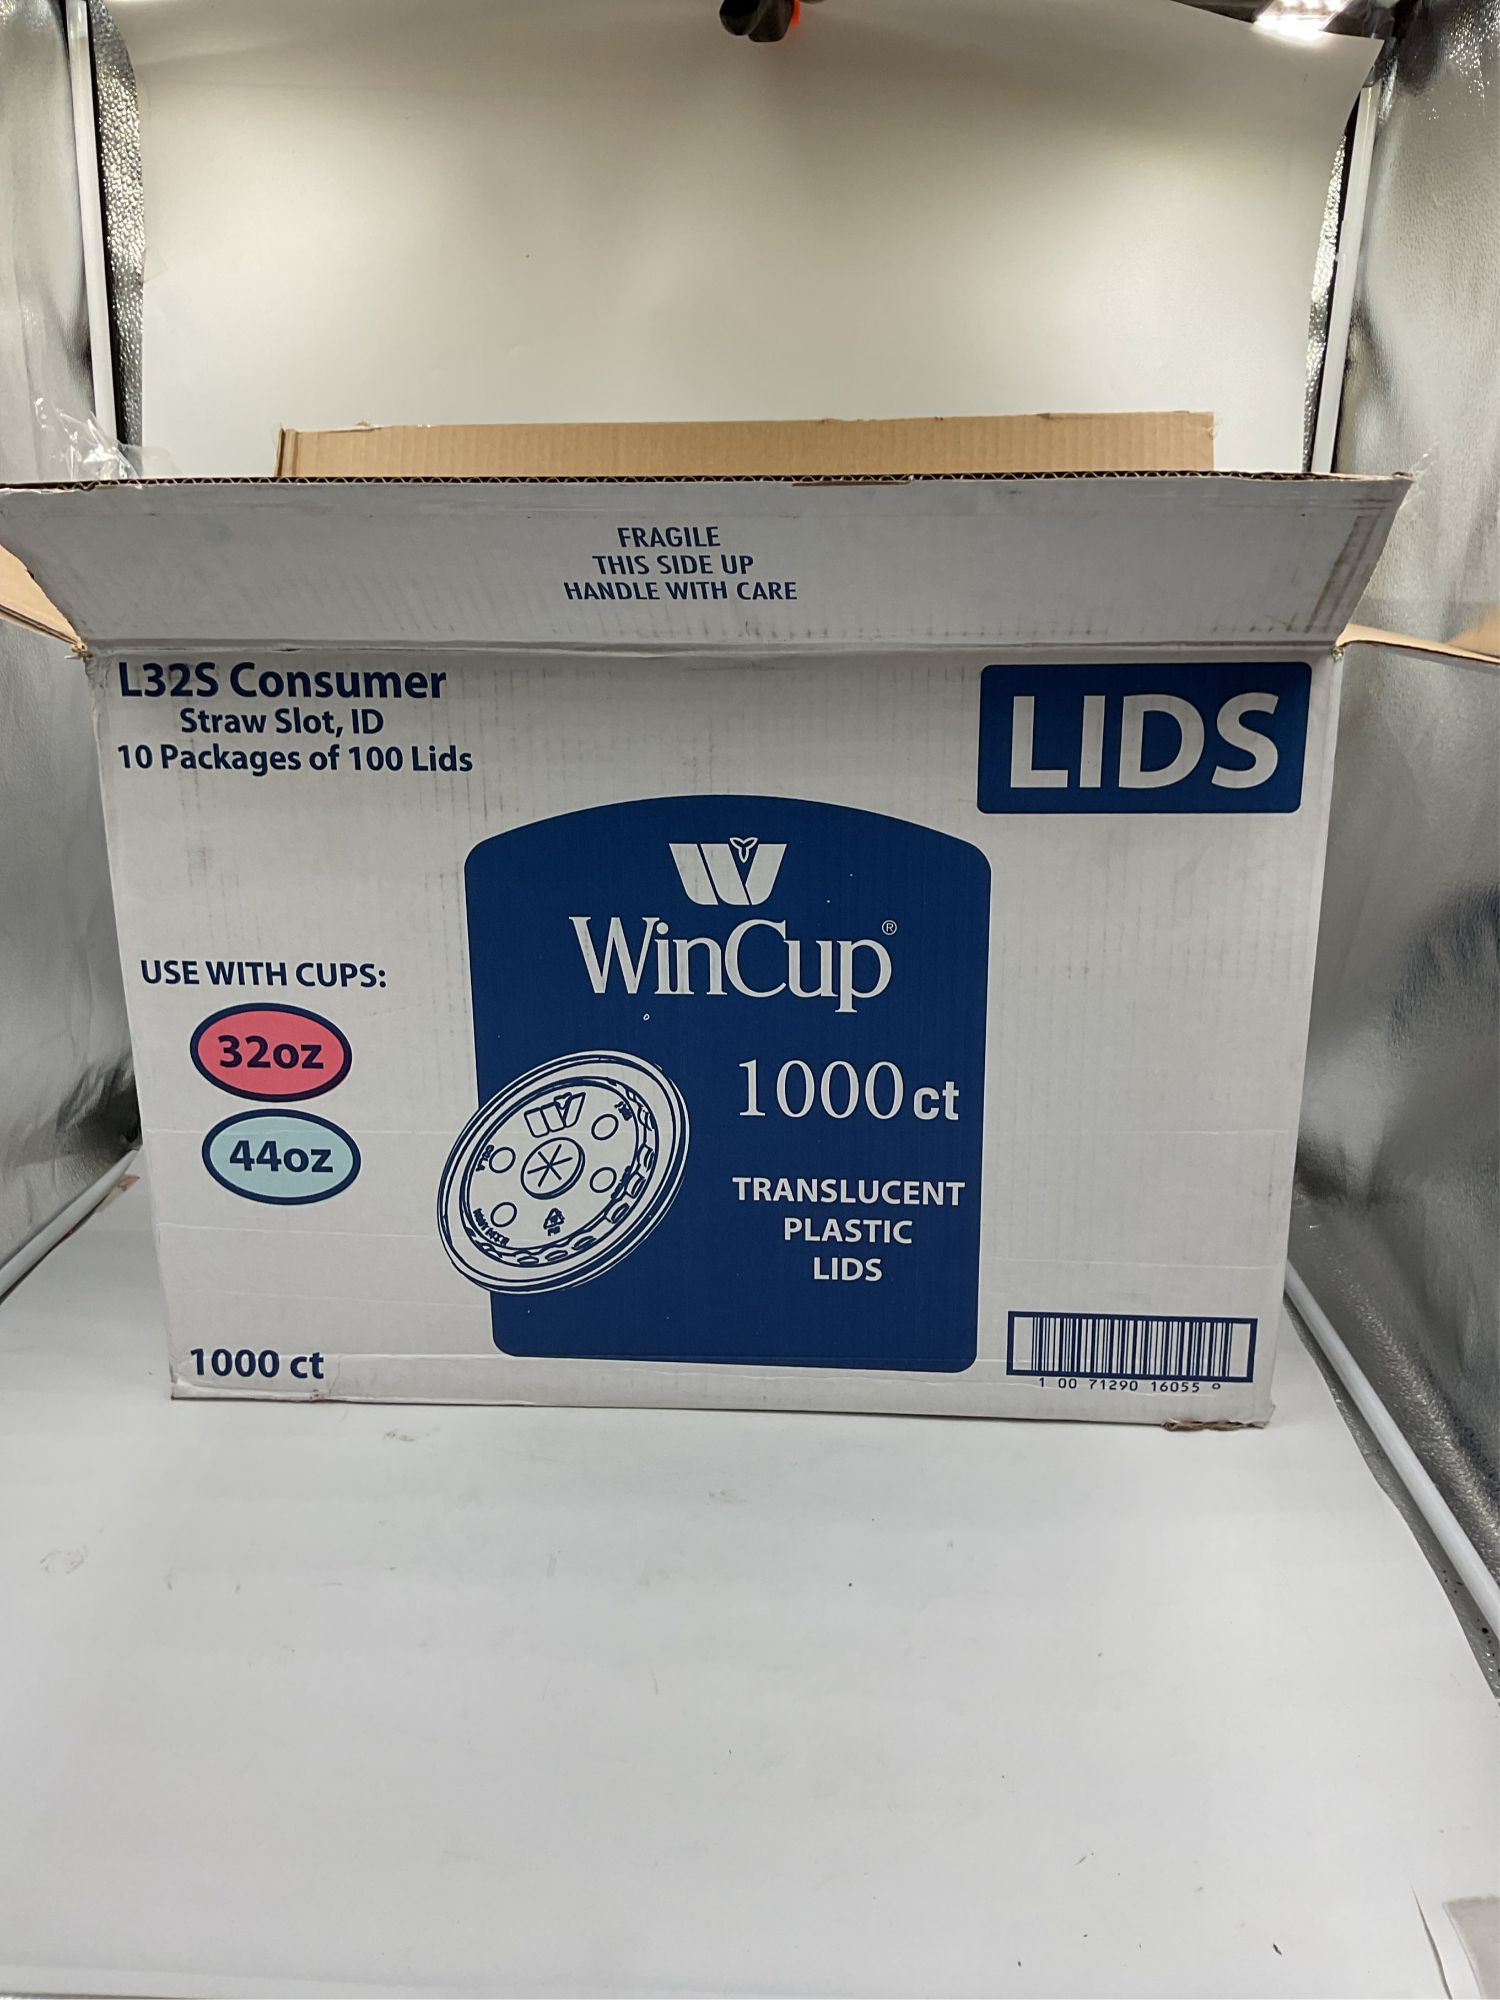 FRAGILE
THIS SIDE UP
HANDLE WITH CARE
L32S Consumer
Straw Slot, ID
10 Packages of 100 Lids
LIDS
WinCup®
USE WITH CUPS:
32oz
44oz
1000 ct
TRANSLUCENT
PLASTIC
LIDS
1000 ct
1 00 71290 16055 0